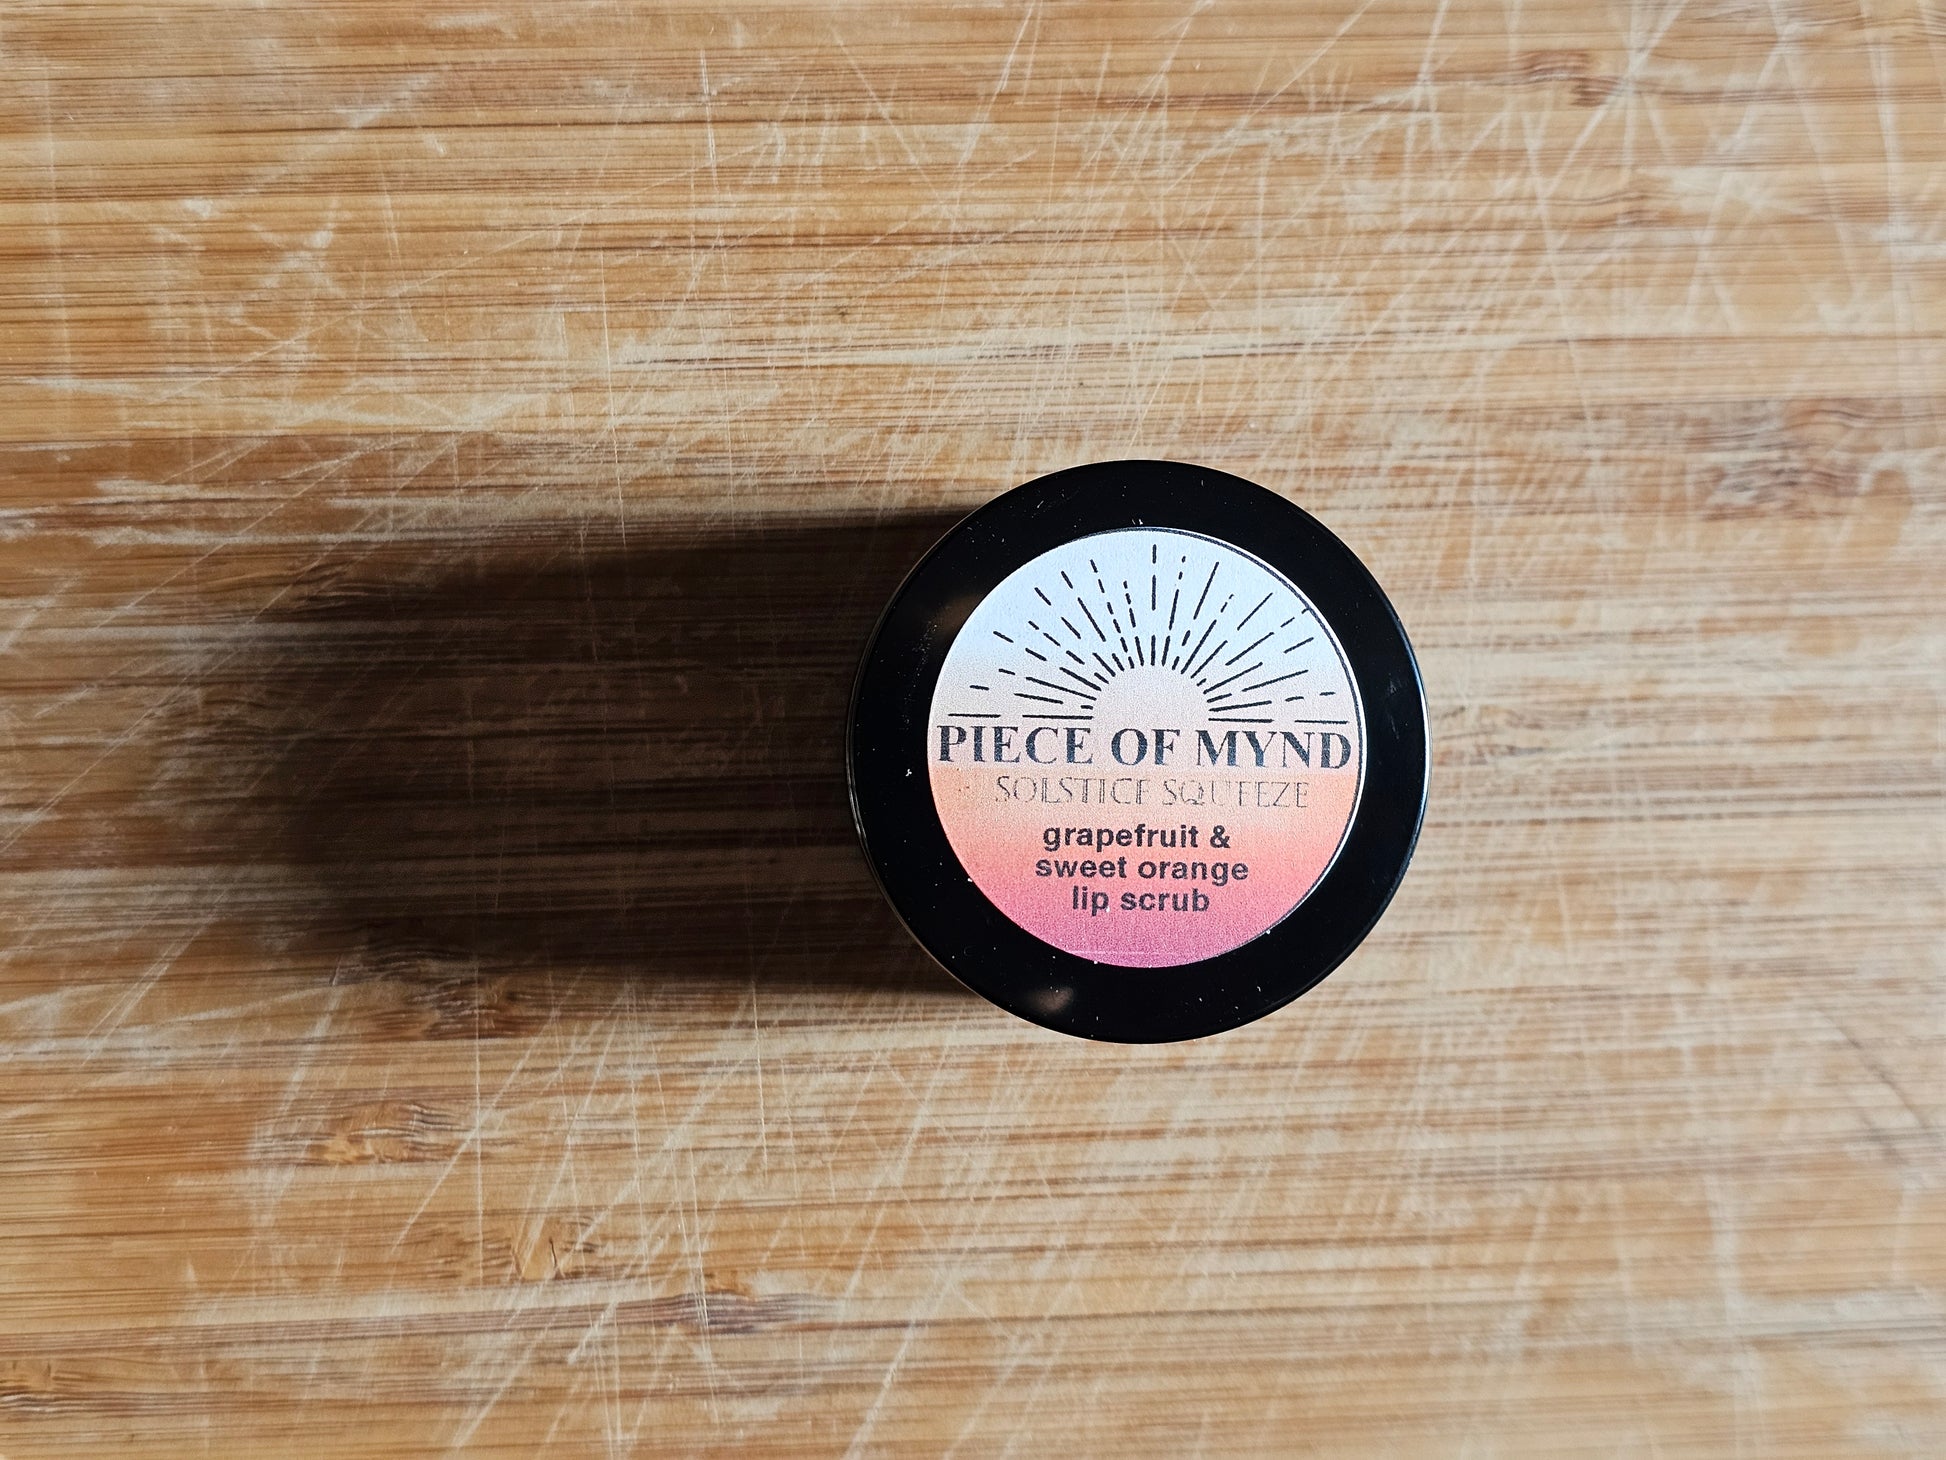 PIECE OF MYND
SOLSTICE SQUEEZE
grapefruit &
sweet orange
lip scrub